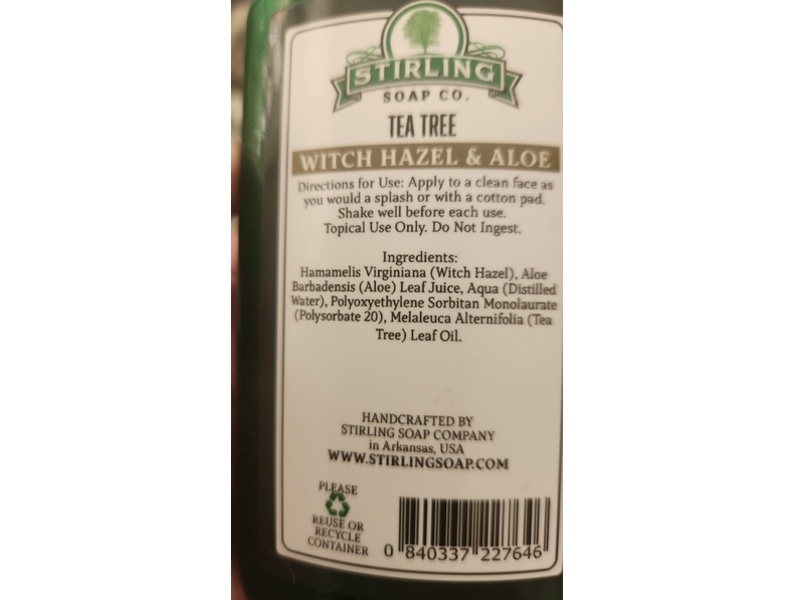 STIRLING
SOAP CO.
TEA TREE
WITCH HAZEL & ALOE
Directions for Use: Apply to a clean face as
you would a splash or with a cotton pad.
Shake well before each use.
Topical Use Only. Do Not Ingest.
Ingredients:
Hamamelis Virginiana (Witch Hazel), Aloe
Barbadensis (Aloe) Leaf Juice, Aqua (Distilled
Water), Polyoxyethylene Sorbitan Monolaurate
(Polysorbate 20), Melaleuca Alternifolia (Tea
Tree) Leaf Oil.
HANDCRAFTED BY
STIRLING SOAP COMPANY
in Arkansas, USA
WWW.STIRLINGSOAP.COM
PLEASE
REUSE OR
RECYCLE
CONTAINER
0 840337 227646